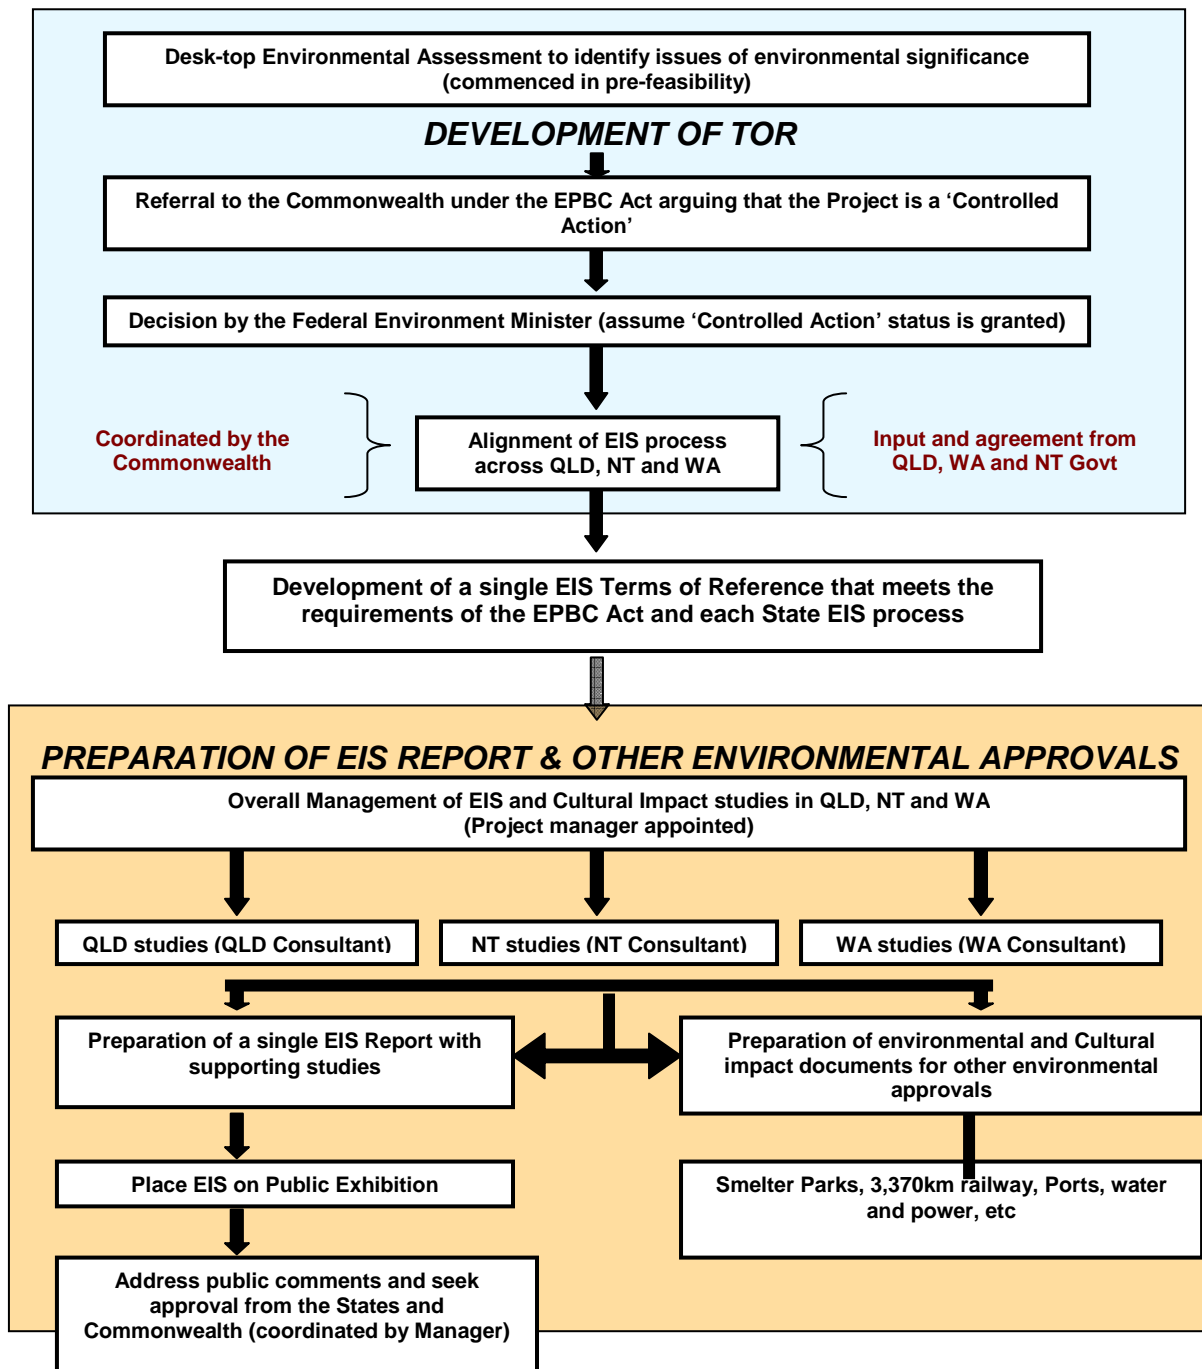 Desk-top Environmental Assessment to identify issues of environmental significance
(commenced in pre-feasibility)
DEVELOPMENT OF TOR
Referral to the Commonwealth under the EPBC Act arguing that the Project is a ‘Controlled
Action’
Decision by the Federal Environment Minister (assume ‘Controlled Action’ status is granted)
Coordinated by the
Commonwealth
Alignment of EIS process
across QLD, NT and WA
Input and agreement from
QLD, WA and NT Govt
Development of a single EIS Terms of Reference that meets the
requirements of the EPBC Act and each State EIS process
PREPARATION OF EIS REPORT & OTHER ENVIRONMENTAL APPROVALS
Overall Management of EIS and Cultural Impact studies in QLD, NT and WA
(Project manager appointed)
QLD studies (QLD Consultant)
NT studies (NT Consultant)
WA studies (WA Consultant)
Preparation of a single EIS Report with
supporting studies
Preparation of environmental and Cultural
impact documents for other environmental
approvals
Place EIS on Public Exhibition
Smelter Parks, 3,370km railway, Ports, water
and power, etc
Address public comments and seek
approval from the States and
Commonwealth (coordinated by Manager)